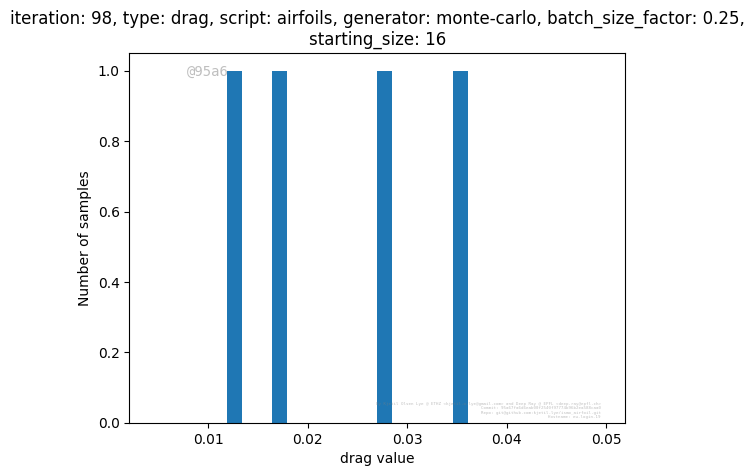 iteration: 98, type: drag, script: airfoils, generator: monte-carlo, batch_size_factor: 0.25,
starting_size: 16
@95a6
1.0
0.8
0.6
0.4
0.2
0.0
Number of samples
0.01
0.02
0.03
0.04
0.05
drag value